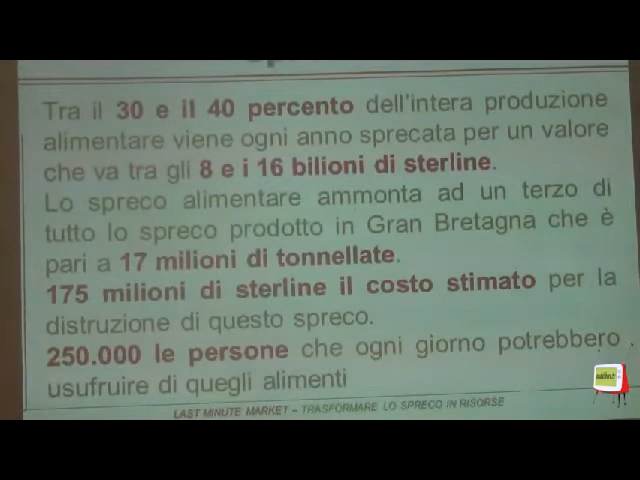 Tra il 30 e il 40 percento dell'intera produzione
alimentare viene ogni anno sprecata per un valore
che va tra gli 8 e i 16 bilioni di sterline.
Lo spreco alimentare ammonta ad un terzo di
tutto lo spreco prodotto in Gran Bretagna che è
pari a 17 milioni di tonnellate.
175 milioni di sterline il costo stimato per la
distruzione di questo spreco.
250.000 le persone che ogni giorno potrebbero
usufruire di quegli alimenti
LAST MINUTE MARKET – TRASFORMARE LO SPRECO IN RISORSE